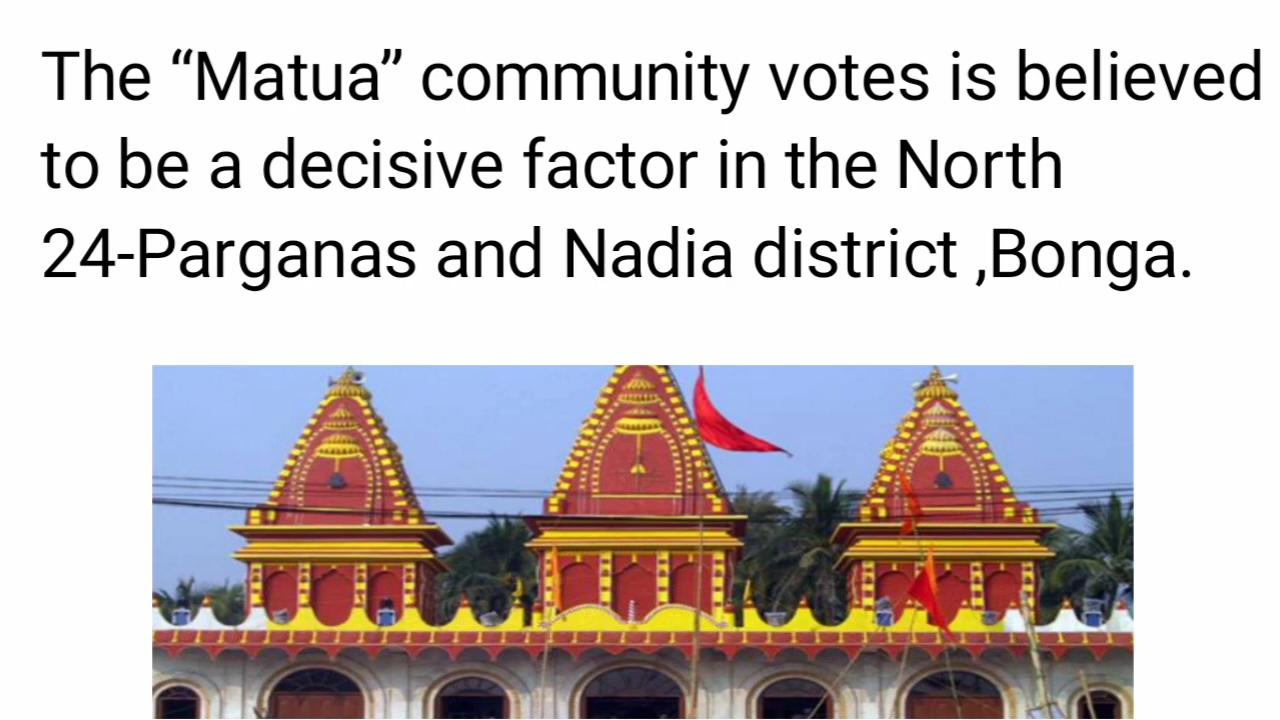 The “Matua” community votes is believed
to be a decisive factor in the North
24-Parganas and Nadia district ,Bonga.